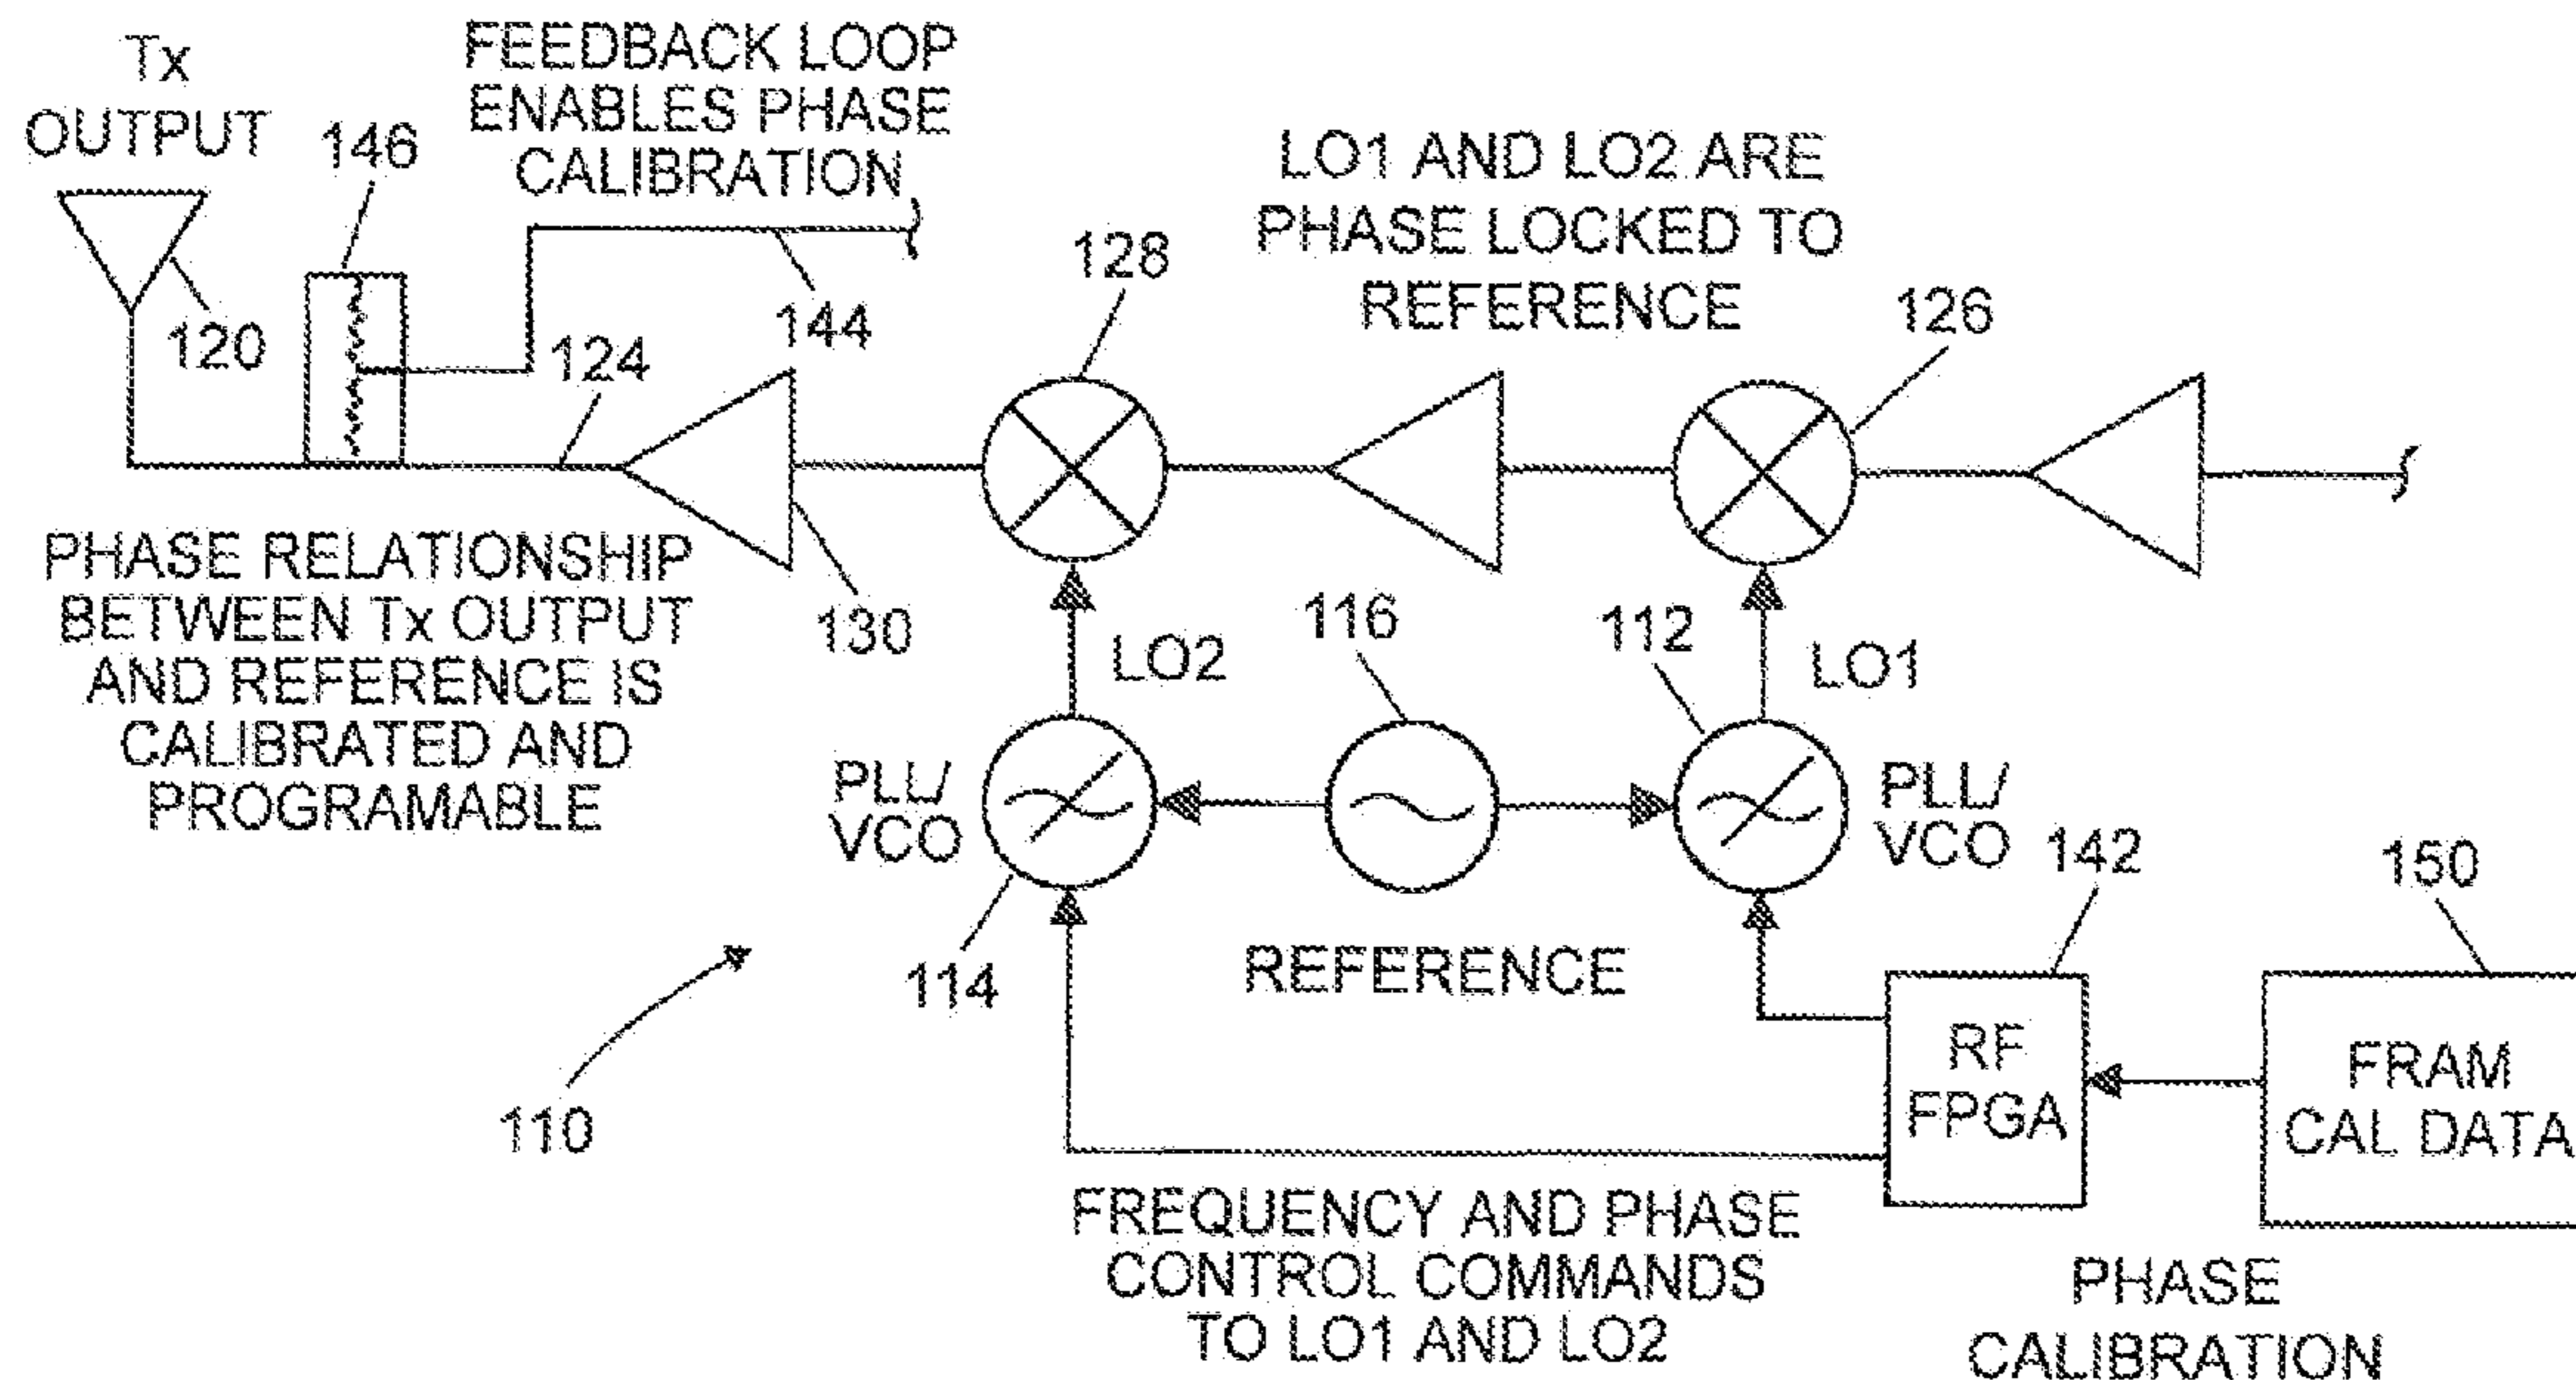 Tx
OUTPUT
146
FEEDBACK LOOP
ENABLES PHASE
CALIBRATION
LO1 AND LO2 ARE
PHASE LOCKED TO
REFERENCE
128
126
120
124
144
PHASE RELATIONSHIP
BETWEEN Tx OUTPUT
AND REFERENCE IS
CALIBRATED AND
PROGRAMABLE
130
LO2
116
112
LO1
PLL/
VCO
PLL/
VCO
142
150
114
REFERENCE
110
RF
FPGA
FRAM
CAL DATA
FREQUENCY AND PHASE
CONTROL COMMANDS
TO LO1 AND LO2
PHASE
CALIBRATION